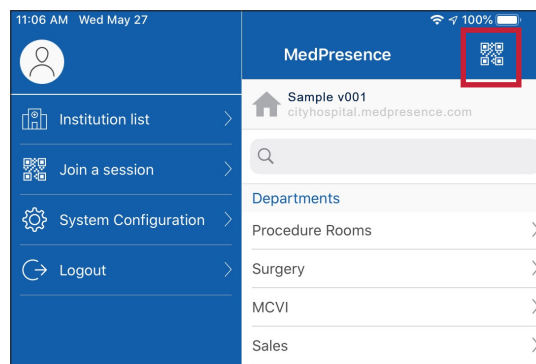 11:06 AM Wed May 27
100%
Institution list
Join a session
System Configuration
Logout
MedPresence
Sample v001
cityhospital.medpresence.com
Departments
Procedure Rooms
Surgery
MCVI
Sales